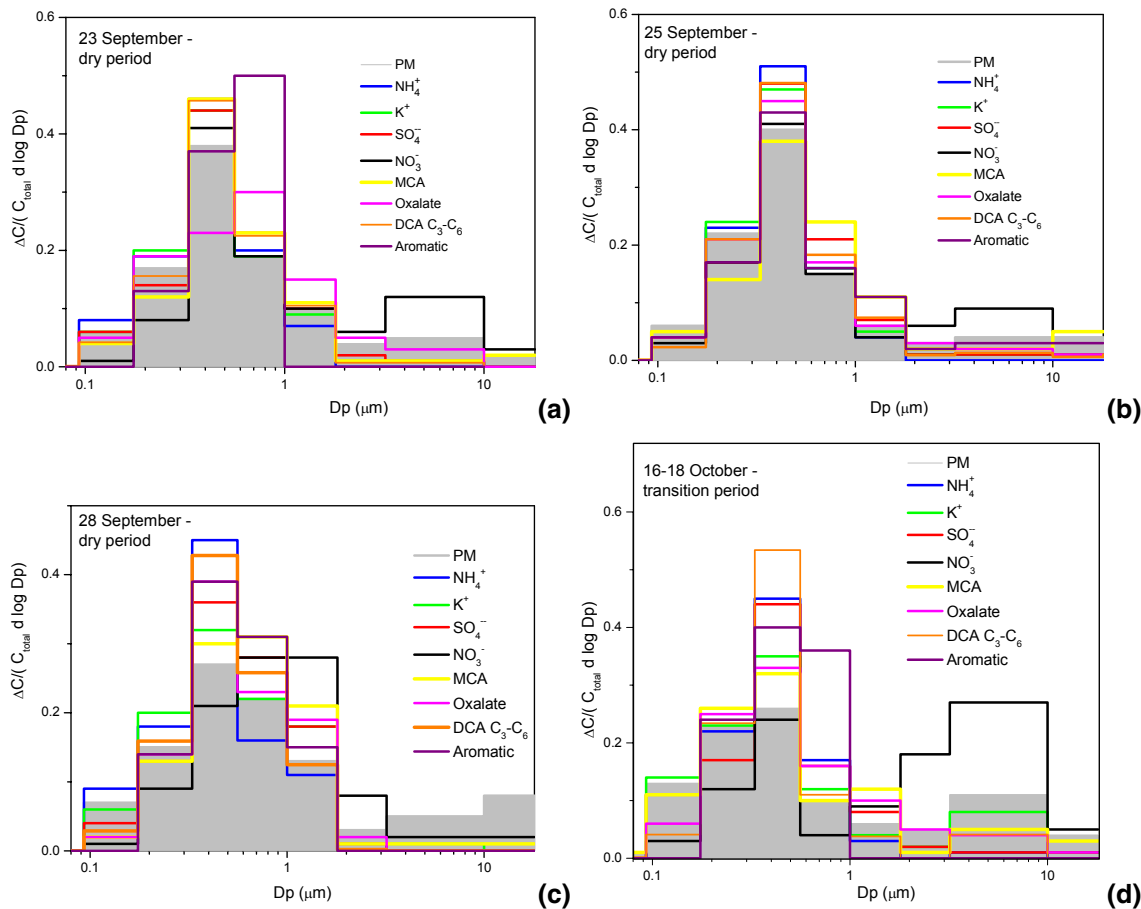 23 September -
dry period
PM
NH₄⁺
K⁺
SO₄⁻⁻
NO₃⁻
MCA
Oxalate
DCA C₃-C₆
Aromatic
0.6
0.4
0.2
0.0
ΔC/( C_total d log Dp)
0.1
1
10
Dp (μm)
(a)
25 September -
dry period
PM
NH₄⁺
K⁺
SO₄⁻⁻
NO₃⁻
MCA
Oxalate
DCA C₃-C₆
Aromatic
0.6
0.4
0.2
0.0
ΔC/( C_total d log Dp)
0.1
1
10
Dp (μm)
(b)
28 September -
dry period
PM
NH₄⁺
K⁺
SO₄⁻⁻
NO₃⁻
MCA
Oxalate
DCA C₃-C₆
Aromatic
0.4
0.2
0.0
ΔC/( C_total d log Dp)
0.1
1
10
Dp (μm)
(c)
16-18 October -
transition period
PM
NH₄⁺
K⁺
SO₄⁻⁻
NO₃⁻
MCA
Oxalate
DCA C₃-C₆
Aromatic
0.6
0.4
0.2
0.0
ΔC/( C_total d log Dp)
0.1
1
10
Dp (μm)
(d)